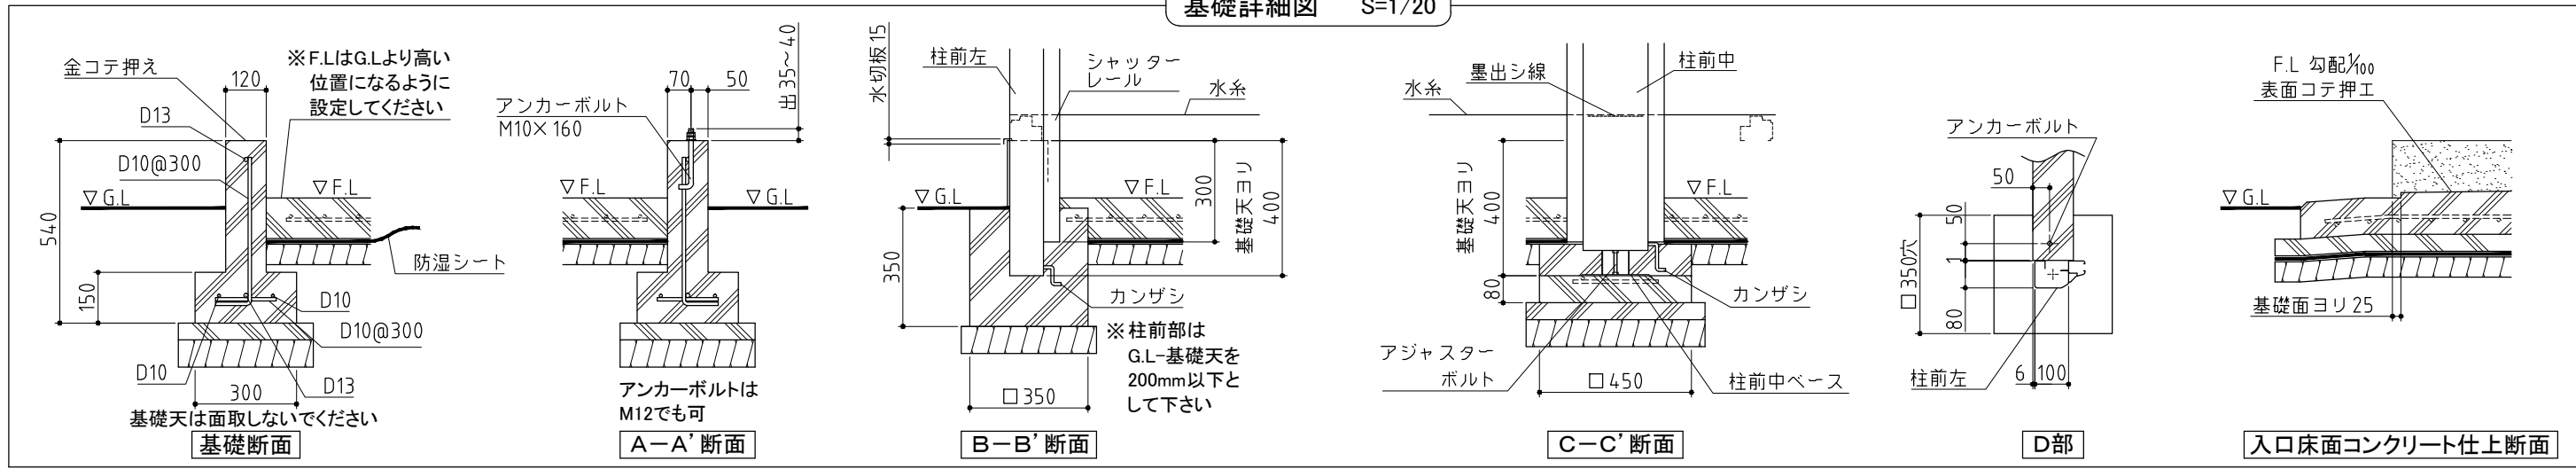 基礎詳細図 S=1/20
金コテ押え
120
※F.LはG.Lより高い
位置になるように
設定してください
D13
D10@300
▽G.L
▽F.L
540
150
防湿シート
D10
D10@300
D10
D13
300
基礎天は面取しないでください
基礎断面
70
50
出35~40
アンカーボルト
M10×160
▽F.L
▽G.L
アンカーボルトは
M12でも可
A-A'断面
水切板15
柱前左
シャッター
レール
水糸
▽G.L
▽F.L
300
基礎天ヨリ
400
350
カンザシ
□350
※柱前部は
G.L-基礎天を
200mm以下と
して下さい
B-B'断面
水糸
墨出シ線
柱前中
基礎天ヨリ
400
80
▽F.L
カンザシ
アジャスター
ボルト
□450
柱前中ベース
C-C'断面
アンカーボルト
50
50
1
80
□350穴
6
100
柱前左
D部
F.L 勾配1/100
表面コテ押エ
▽G.L
基礎面ヨリ25
入口床面コンクリート仕上断面